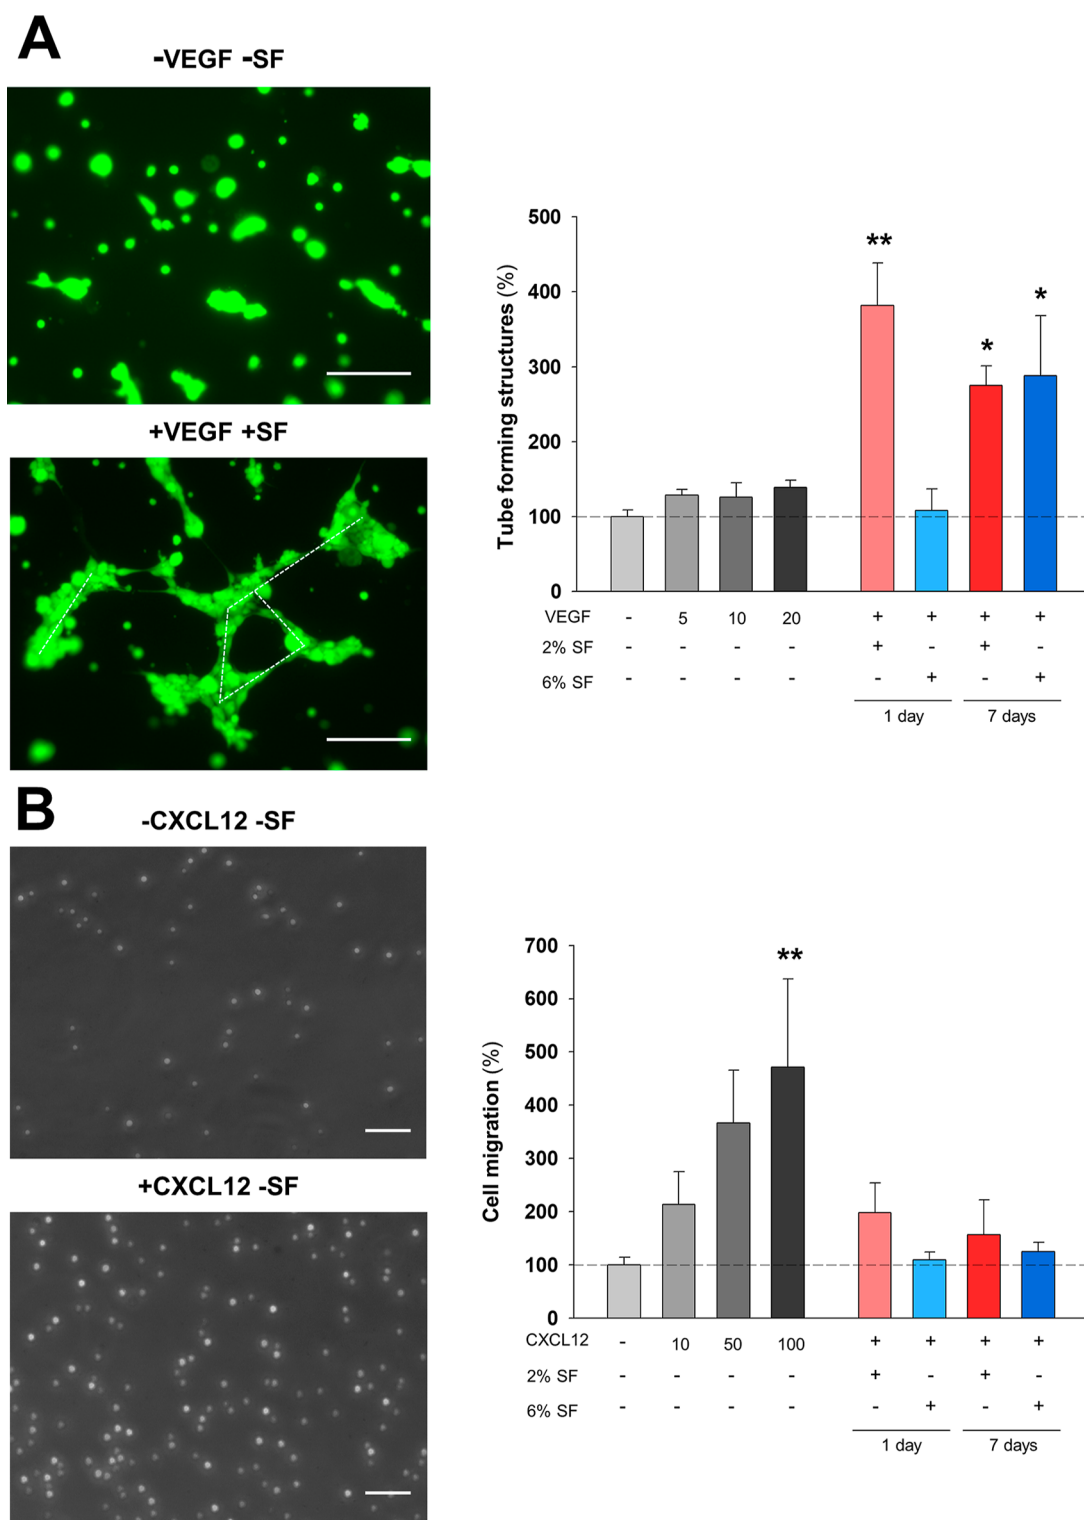 A
-VEGF -SF
+VEGF +SF
Tube forming structures (%)
500
400
300
200
100
0
**
*
*
VEGF - 5 10 20 + + + +
2% SF - - - - + - + -
6% SF - - - - - + - +
1 day 7 days
B
-CXCL12 -SF
+CXCL12 -SF
Cell migration (%)
700
600
500
400
300
200
100
0
**
CXCL12 - 10 50 100 + + + +
2% SF - - - - + - + -
6% SF - - - - - + - +
1 day 7 days